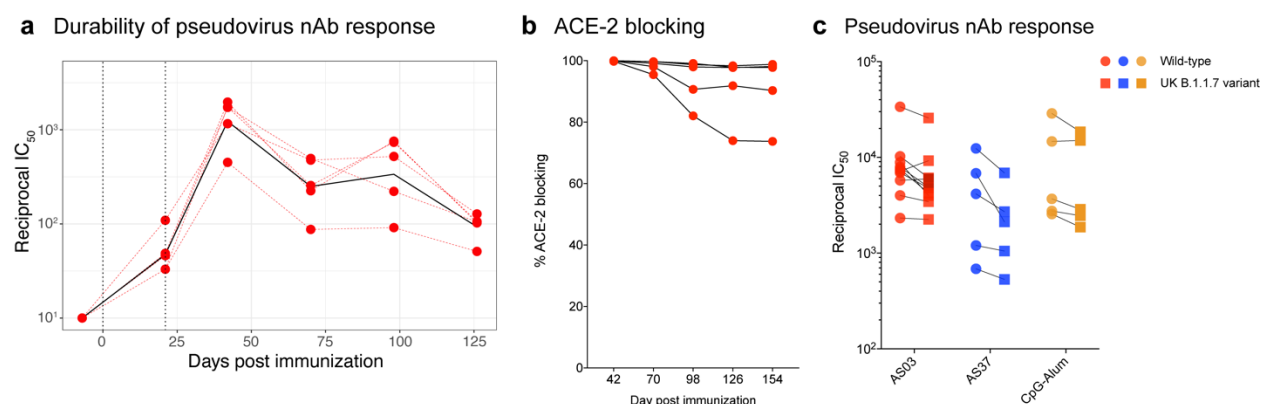 a Durability of pseudovirus nAb response
Reciprocal IC50
10³
10²
10¹
0 25 50 75 100 125
Days post immunization
b ACE-2 blocking
% ACE-2 blocking
100
80
60
40
20
0
42 70 98 126 154
Day post immunization
c Pseudovirus nAb response
Wild-type
UK B.1.1.7 variant
Reciprocal IC50
10⁵
10⁴
10³
10²
AS03 AS37 CpG-Alum